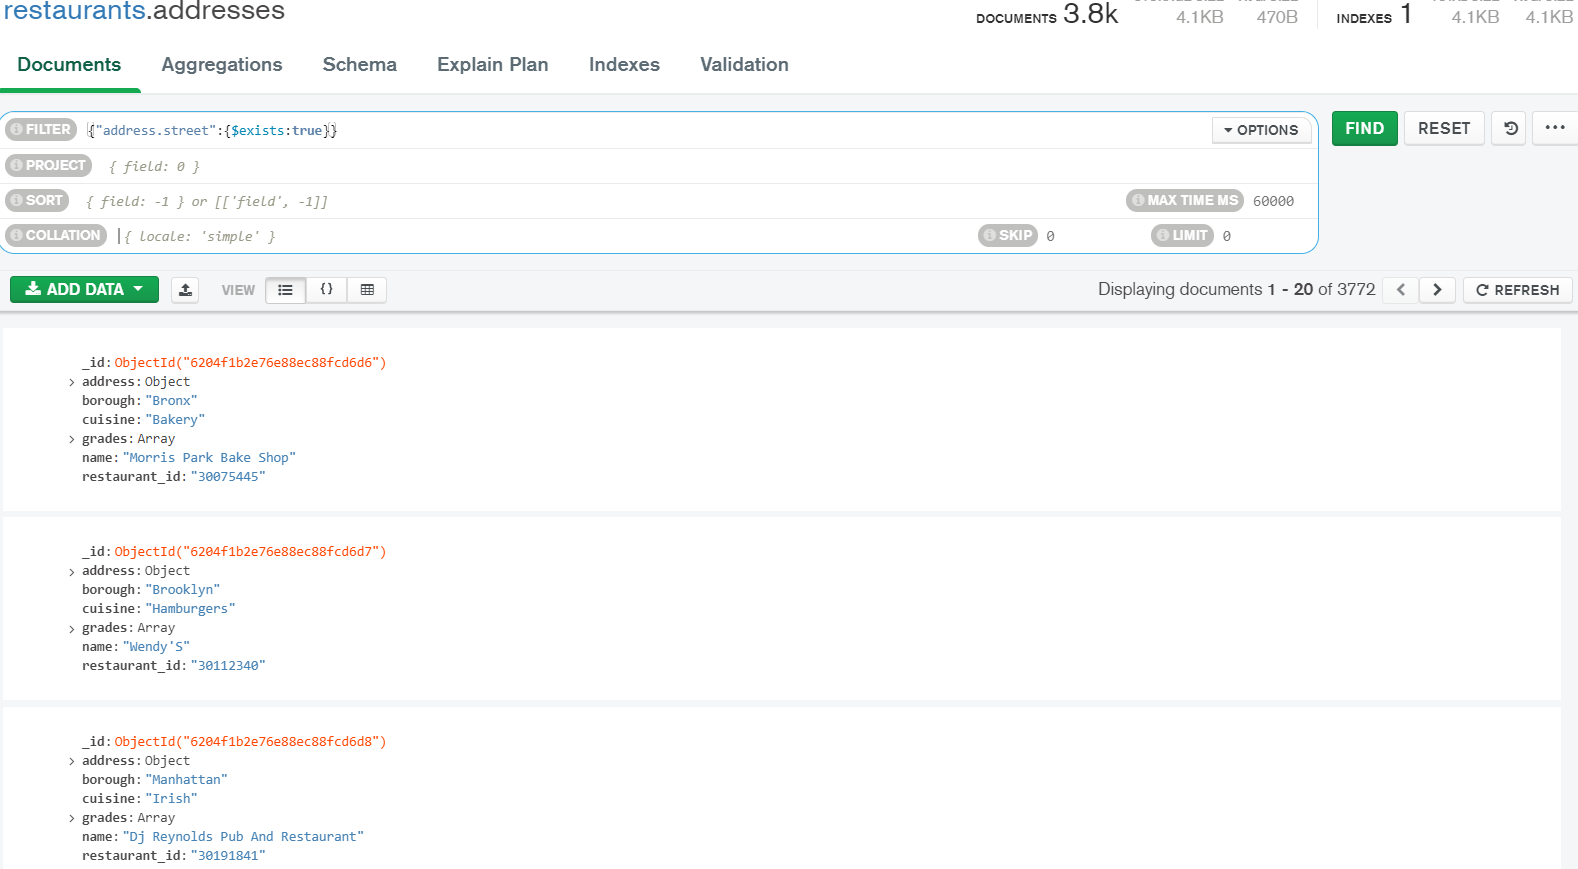 restaurants.addresses
DOCUMENTS 3.8k 4.1KB 470B INDEXES 1 4.1KB 4.1KB
Documents Aggregations Schema Explain Plan Indexes Validation
FILTER {"address.street":{$exists:true}} OPTIONS FIND RESET
PROJECT { field: 0 }
SORT { field: -1 } or [['field', -1]] MAX TIME MS 60000
COLLATION { locale: 'simple' } SKIP 0 LIMIT 0
ADD DATA VIEW {} Displaying documents 1 - 20 of 3772 < > REFRESH
_id: ObjectId("6204f1b2e76e88ec88fcd6d6")
> address: Object
borough: "Bronx"
cuisine: "Bakery"
> grades: Array
name: "Morris Park Bake Shop"
restaurant_id: "30075445"
_id: ObjectId("6204f1b2e76e88ec88fcd6d7")
> address: Object
borough: "Brooklyn"
cuisine: "Hamburgers"
> grades: Array
name: "Wendy'S"
restaurant_id: "30112340"
_id: ObjectId("6204f1b2e76e88ec88fcd6d8")
> address: Object
borough: "Manhattan"
cuisine: "Irish"
> grades: Array
name: "Dj Reynolds Pub And Restaurant"
restaurant_id: "30191841"